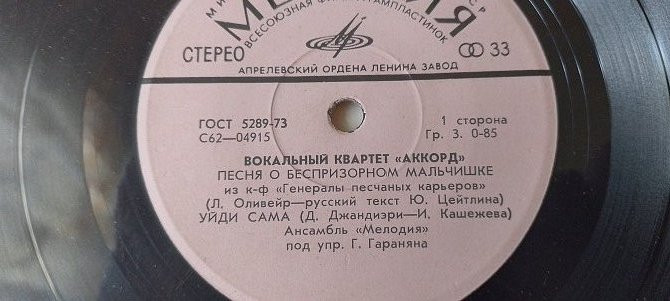 ВСЕСОЮЗНАЯ ФИРМА ГРАМПЛАСТИНОК
СТЕРЕО
33
АПРЕЛЕВСКИЙ ОРДЕНА ЛЕНИНА ЗАВОД
ГОСТ 5289-73
1 сторона
С62—04915
Гр. 3. 0-85
ВОКАЛЬНЫЙ КВАРТЕТ «АККОРД»
ПЕСНЯ О БЕСПРИЗОРНОМ МАЛЬЧИШКЕ
из к-ф «Генералы песчаных карьеров»
(Л. Оливейр—русский текст Ю. Цейтлина)
УЙДИ САМА (Д. Джандиэри—И. Кашежева)
Ансамбль «Мелодия»
под упр. Г. Гараняна